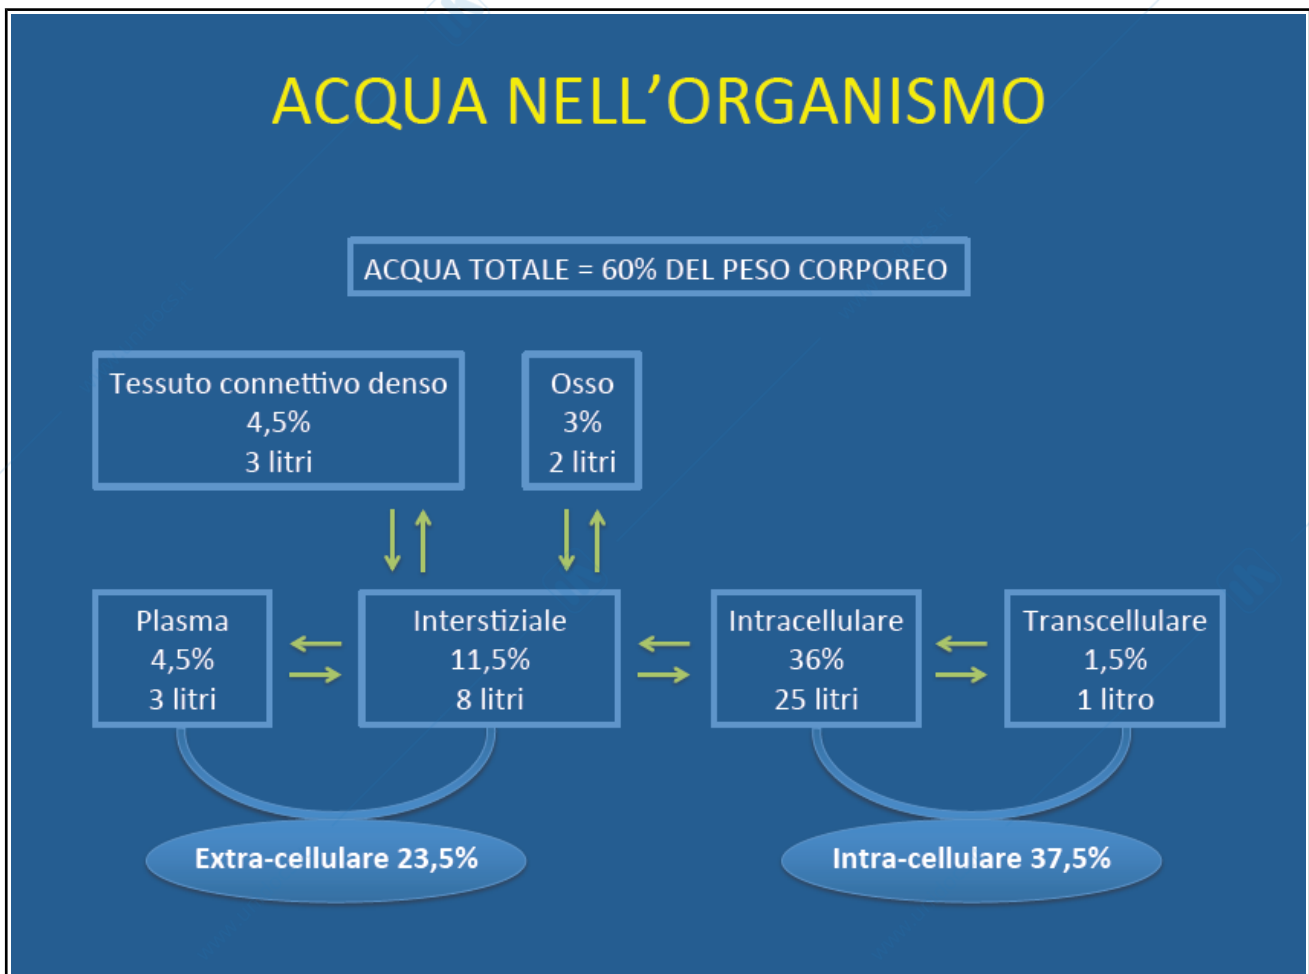 ACQUA NELL’ORGANISMO
ACQUA TOTALE = 60% DEL PESO CORPOREO
Tessuto connettivo denso
4,5%
3 litri
Osso
3%
2 litri
Plasma
4,5%
3 litri
Interstiziale
11,5%
8 litri
Intracellulare
36%
25 litri
Transcellulare
1,5%
1 litro
Extra-cellulare 23,5%
Intra-cellulare 37,5%